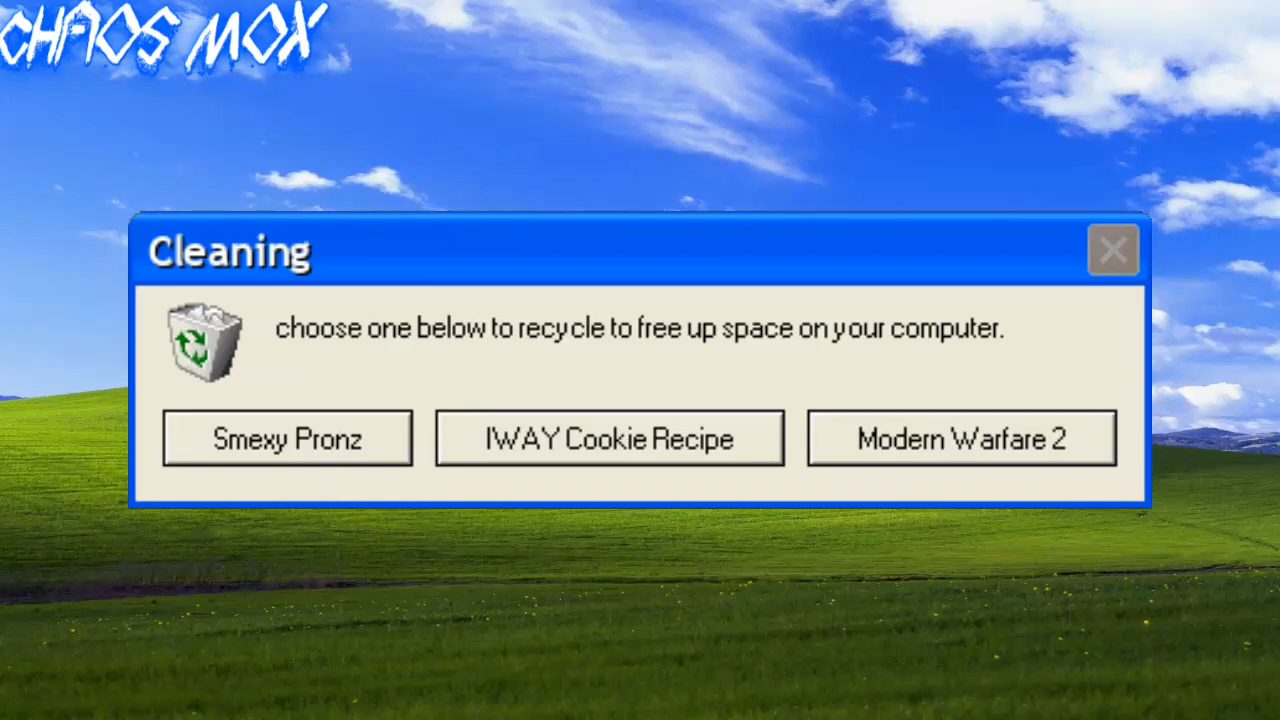 CHAOS MOX
Cleaning
choose one below to recycle to free up space on your computer.
Smexy Pronz
IWAY Cookie Recipe
Modern Warfare 2